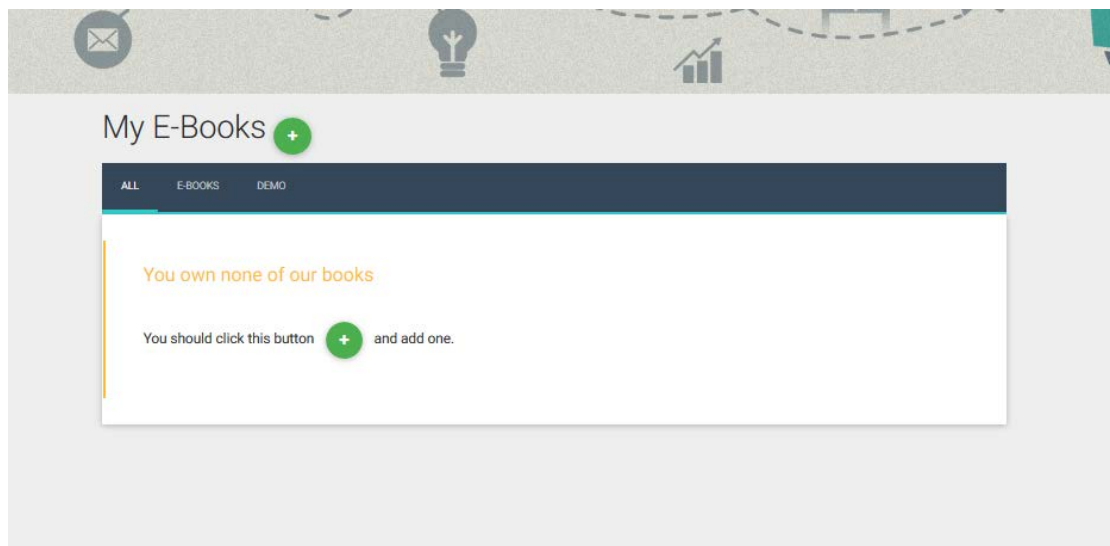 My E-Books +
ALL E-BOOKS DEMO
You own none of our books
You should click this button + and add one.